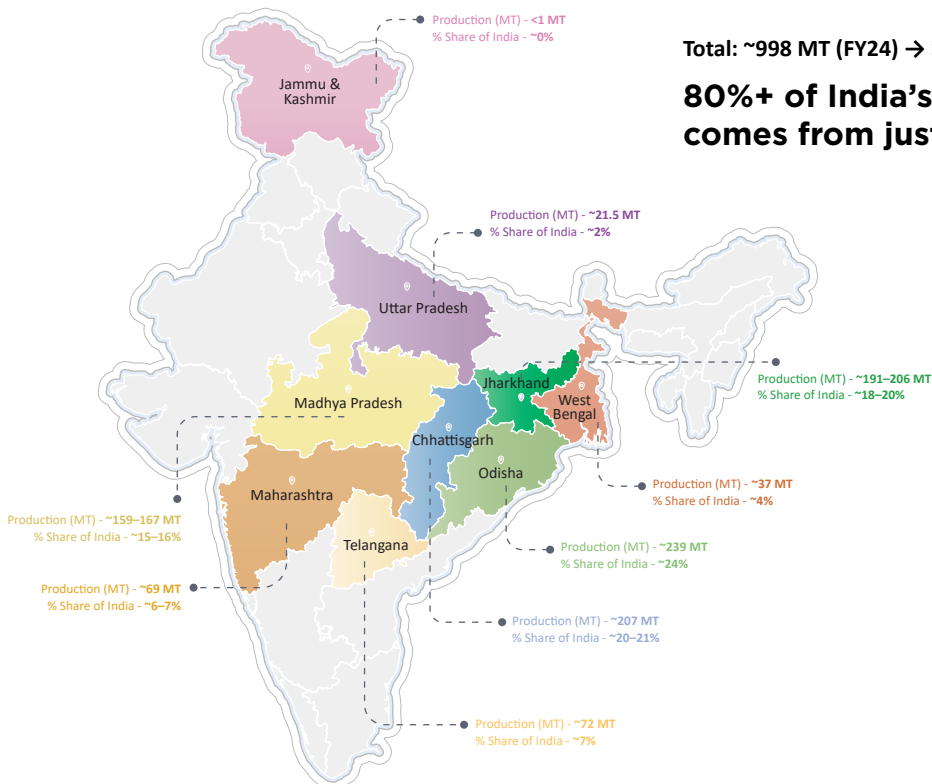 Production (MT) - <1 MT
% Share of India - ~0%
Total: ~998 MT (FY24) →
80%+ of India’s
comes from just
Jammu &
Kashmir
Production (MT) - ~21.5 MT
% Share of India - ~2%
Uttar Pradesh
Jharkhand
Production (MT) - ~191–206 MT
% Share of India - ~18–20%
Madhya Pradesh
West
Bengal
Chhattisgarh
Odisha
Maharashtra
Production (MT) - ~37 MT
% Share of India - ~4%
Production (MT) - ~159–167 MT
% Share of India - ~15–16%
Telangana
Production (MT) - ~239 MT
% Share of India - ~24%
Production (MT) - ~69 MT
% Share of India - ~6–7%
Production (MT) - ~207 MT
% Share of India - ~20–21%
Production (MT) - ~72 MT
% Share of India - ~7%